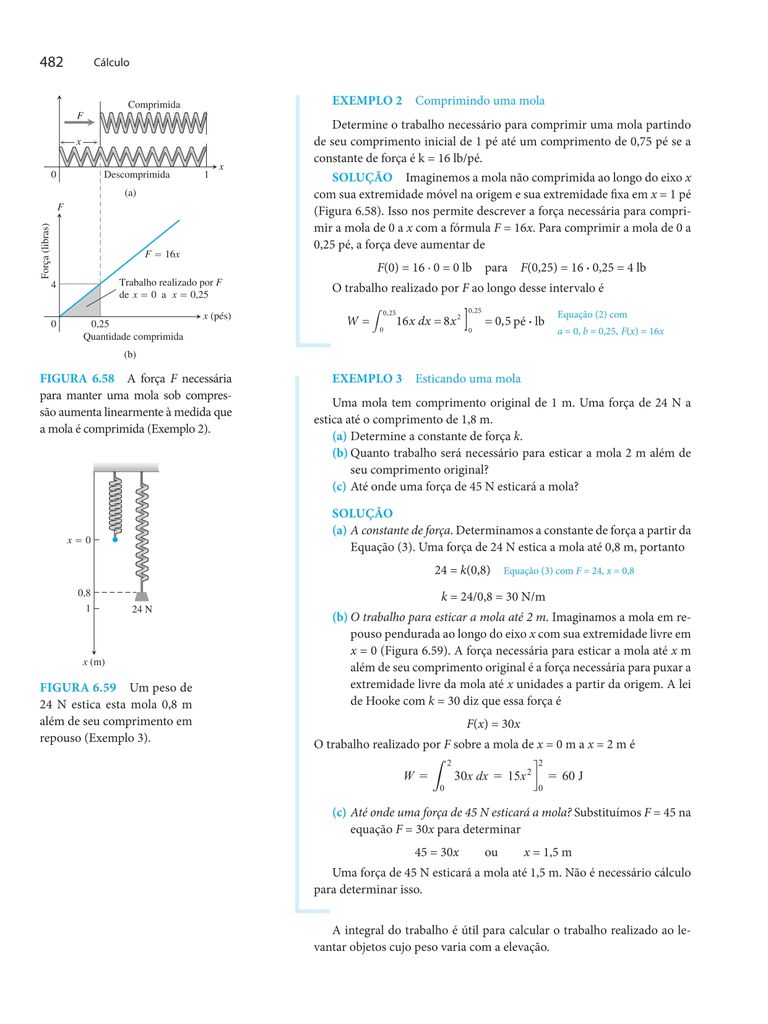 482 Cálculo
Comprimida
F
x
x
0 Descomprimida 1
(a)
F
Força (libras)
F = 16x
4
Trabalho realizado por F
de x = 0 a x = 0,25
x (pés)
0 0,25
Quantidade comprimida
(b)
FIGURA 6.58 A força F necessária
para manter uma mola sob compres-
são aumenta linearmente à medida que
a mola é comprimida (Exemplo 2).
x = 0
0,8
1
24 N
x (m)
FIGURA 6.59 Um peso de
24 N estica esta mola 0,8 m
além de seu comprimento em
repouso (Exemplo 3).
EXEMPLO 2 Comprimindo uma mola
Determine o trabalho necessário para comprimir uma mola partindo
de seu comprimento inicial de 1 pé até um comprimento de 0,75 pé se a
constante de força é k = 16 lb/pé.
SOLUÇÃO Imaginemos a mola não comprimida ao longo do eixo x
com sua extremidade móvel na origem e sua extremidade fixa em x = 1 pé
(Figura 6.58). Isso nos permite descrever a força necessária para compri-
mir a mola de 0 a x com a fórmula F = 16x. Para comprimir a mola de 0 a
0,25 pé, a força deve aumentar de
F(0) = 16 · 0 = 0 lb para F(0,25) = 16 · 0,25 = 4 lb
O trabalho realizado por F ao longo desse intervalo é
W = ∫₀^0,25 16x dx = 8x² ]₀^0,25 = 0,5 pé · lb
Equação (2) com
a = 0, b = 0,25, F(x) = 16x
EXEMPLO 3 Esticando uma mola
Uma mola tem comprimento original de 1 m. Uma força de 24 N a
estica até o comprimento de 1,8 m.
(a) Determine a constante de força k.
(b) Quanto trabalho será necessário para esticar a mola 2 m além de
seu comprimento original?
(c) Até onde uma força de 45 N esticará a mola?
SOLUÇÃO
(a) A constante de força. Determinamos a constante de força a partir da
Equação (3). Uma força de 24 N estica a mola até 0,8 m, portanto
24 = k(0,8) Equação (3) com F = 24, x = 0,8
k = 24/0,8 = 30 N/m
(b) O trabalho para esticar a mola até 2 m. Imaginamos a mola em re-
pouso pendurada ao longo do eixo x com sua extremidade livre em
x = 0 (Figura 6.59). A força necessária para esticar a mola até x m
além de seu comprimento original é a força necessária para puxar a
extremidade livre da mola até x unidades a partir da origem. A lei
de Hooke com k = 30 diz que essa força é
F(x) = 30x
O trabalho realizado por F sobre a mola de x = 0 m a x = 2 m é
W = ∫₀² 30x dx = 15x² ]₀² = 60 J
(c) Até onde uma força de 45 N esticará a mola? Substituímos F = 45 na
equação F = 30x para determinar
45 = 30x ou x = 1,5 m
Uma força de 45 N esticará a mola até 1,5 m. Não é necessário cálculo
para determinar isso.
A integral do trabalho é útil para calcular o trabalho realizado ao le-
vantar objetos cujo peso varia com a elevação.